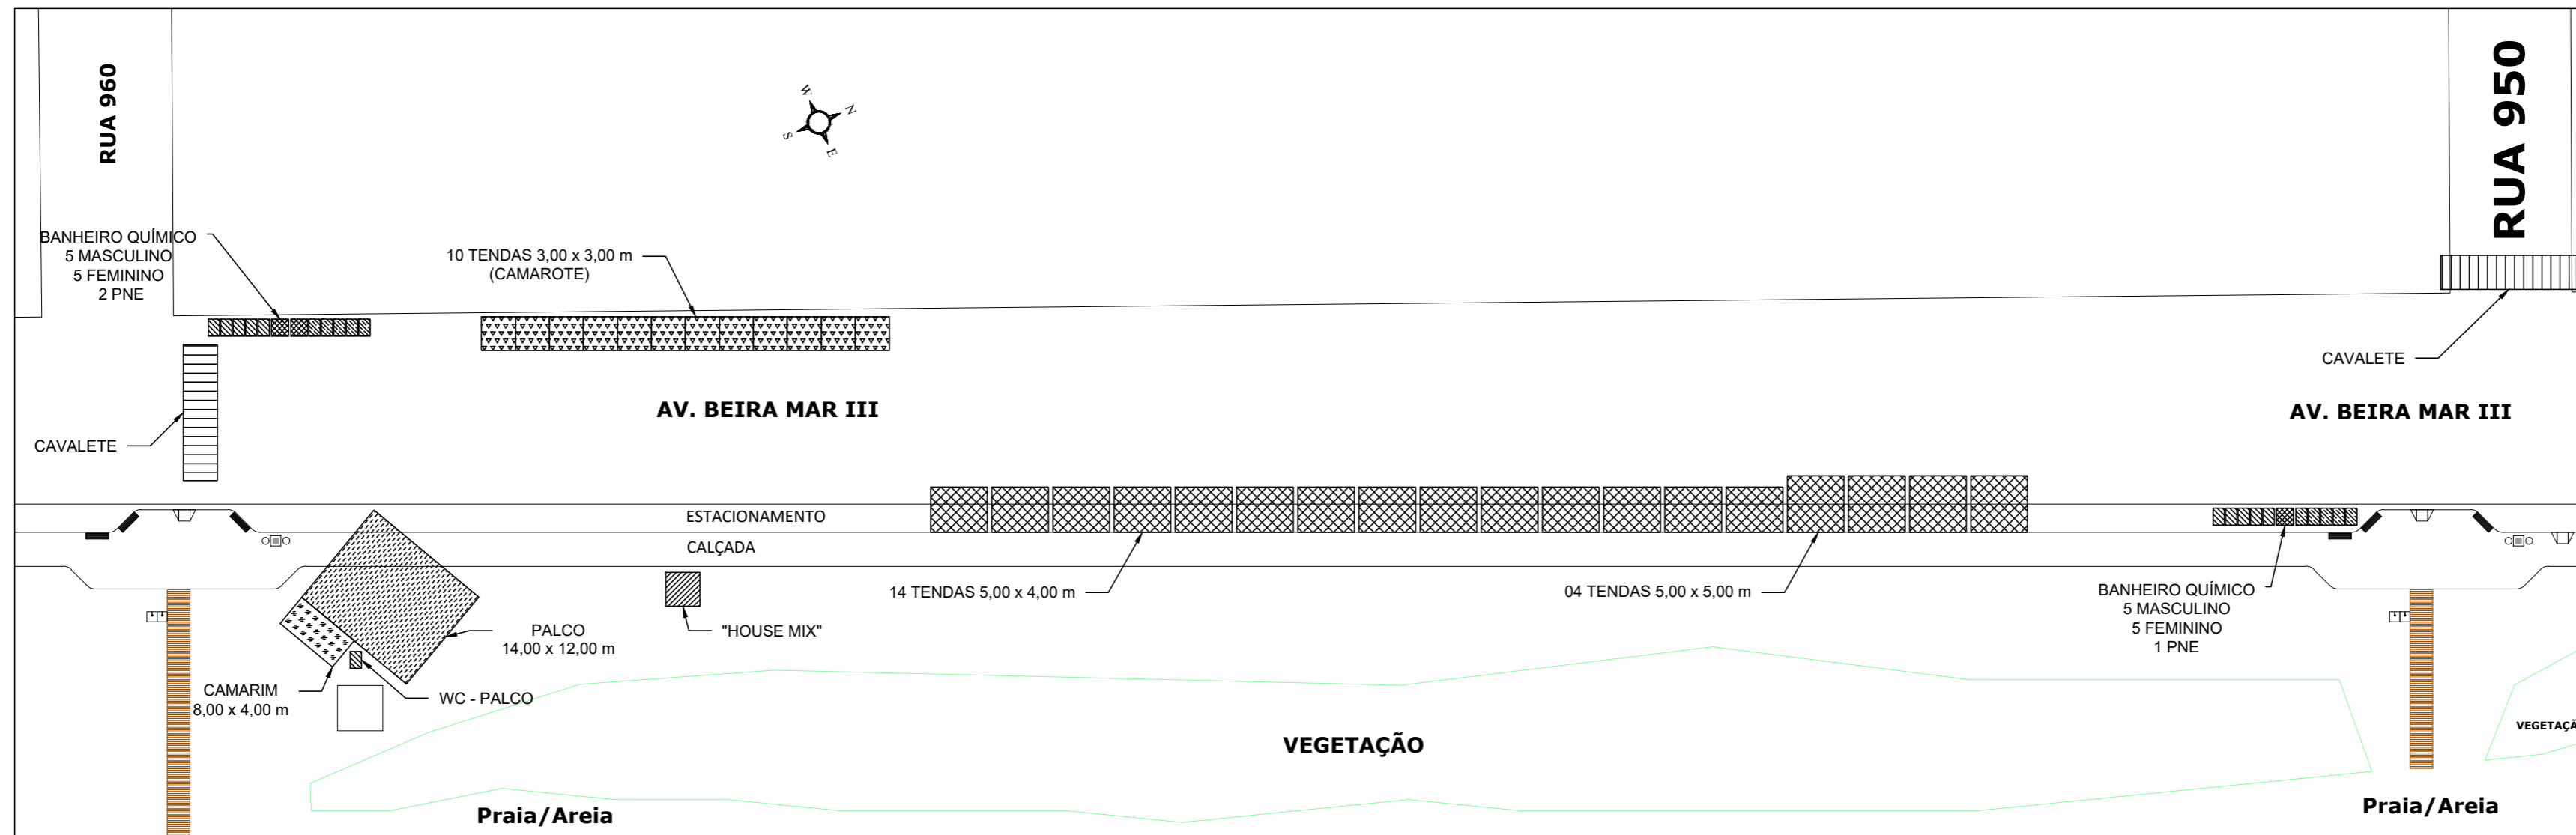 RUA 960
RUA 950
W
N
S
E
BANHEIRO QUÍMICO
5 MASCULINO
5 FEMININO
2 PNE
10 TENDAS 3,00 x 3,00 m
(CAMAROTE)
CAVALETE
AV. BEIRA MAR III
AV. BEIRA MAR III
CAVALETE
ESTACIONAMENTO
CALÇADA
14 TENDAS 5,00 x 4,00 m
04 TENDAS 5,00 x 5,00 m
BANHEIRO QUÍMICO
5 MASCULINO
5 FEMININO
1 PNE
PALCO
14,00 x 12,00 m
"HOUSE MIX"
CAMARIM
8,00 x 4,00 m
WC - PALCO
VEGETAÇÃO
VEGETAÇÃ
Praia/Areia
Praia/Areia